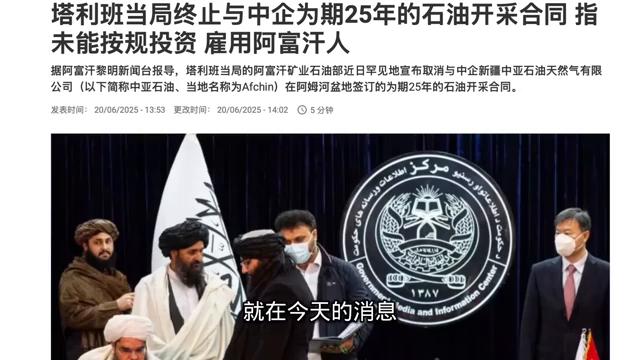 塔利班当局终止与中企为期25年的石油开采合同 指
未能按规投资 雇用阿富汗人
据阿富汗黎明新闻台报导，塔利班当局的阿富汗矿业石油部近日罕见地宣布取消与中企新疆中亚石油天然气有限
公司（以下简称中亚石油、当地名称为Afchin）在阿姆河盆地签订的为期25年的石油开采合同。
发表时间： 20/06/2025 - 13:53 更改时间： 20/06/2025 - 14:02 5 分钟
مرکز
Government Media and Information Center
۱۳۸۷
就在今天的消息